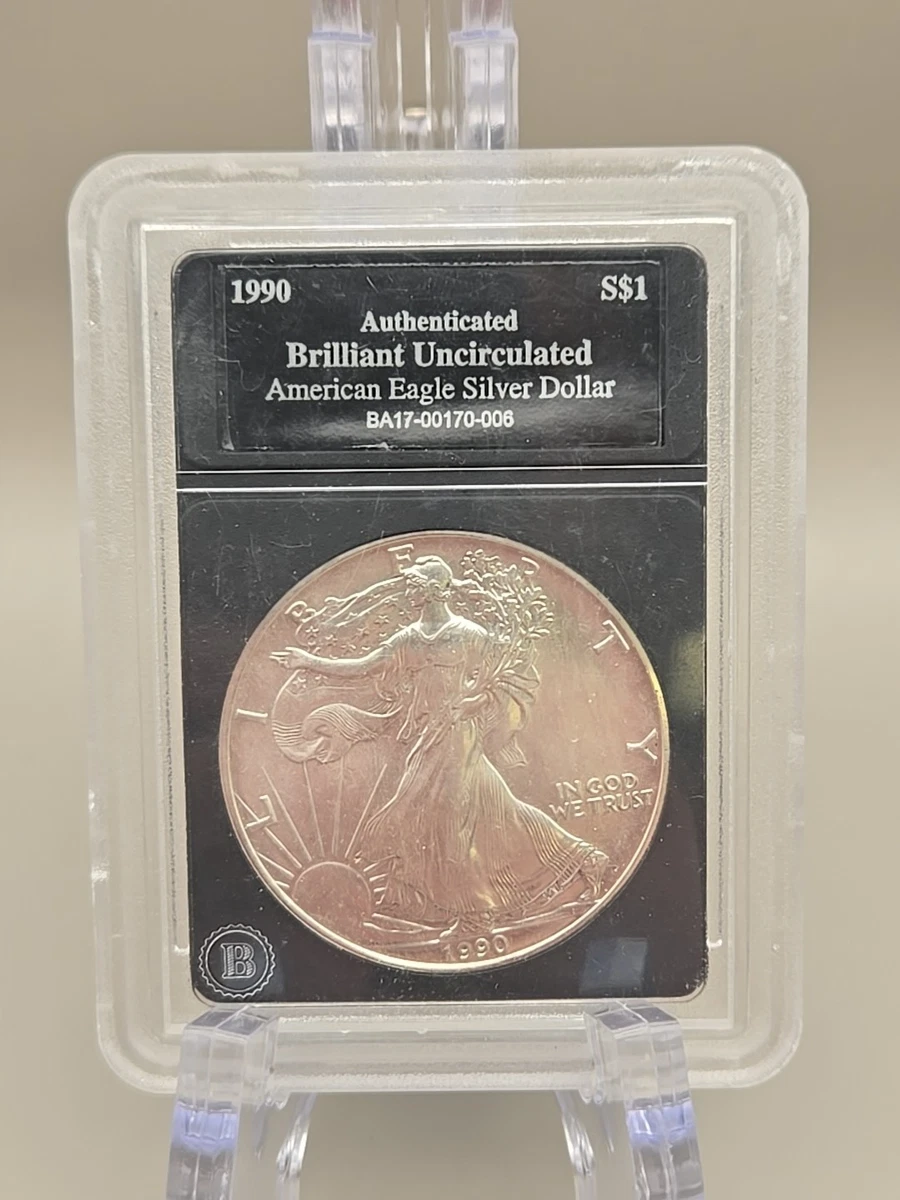 1990 S$1
Authenticated
Brilliant Uncirculated
American Eagle Silver Dollar
BA17-00170-006
LIBERTY
IN GOD
WE TRUST
1990
B